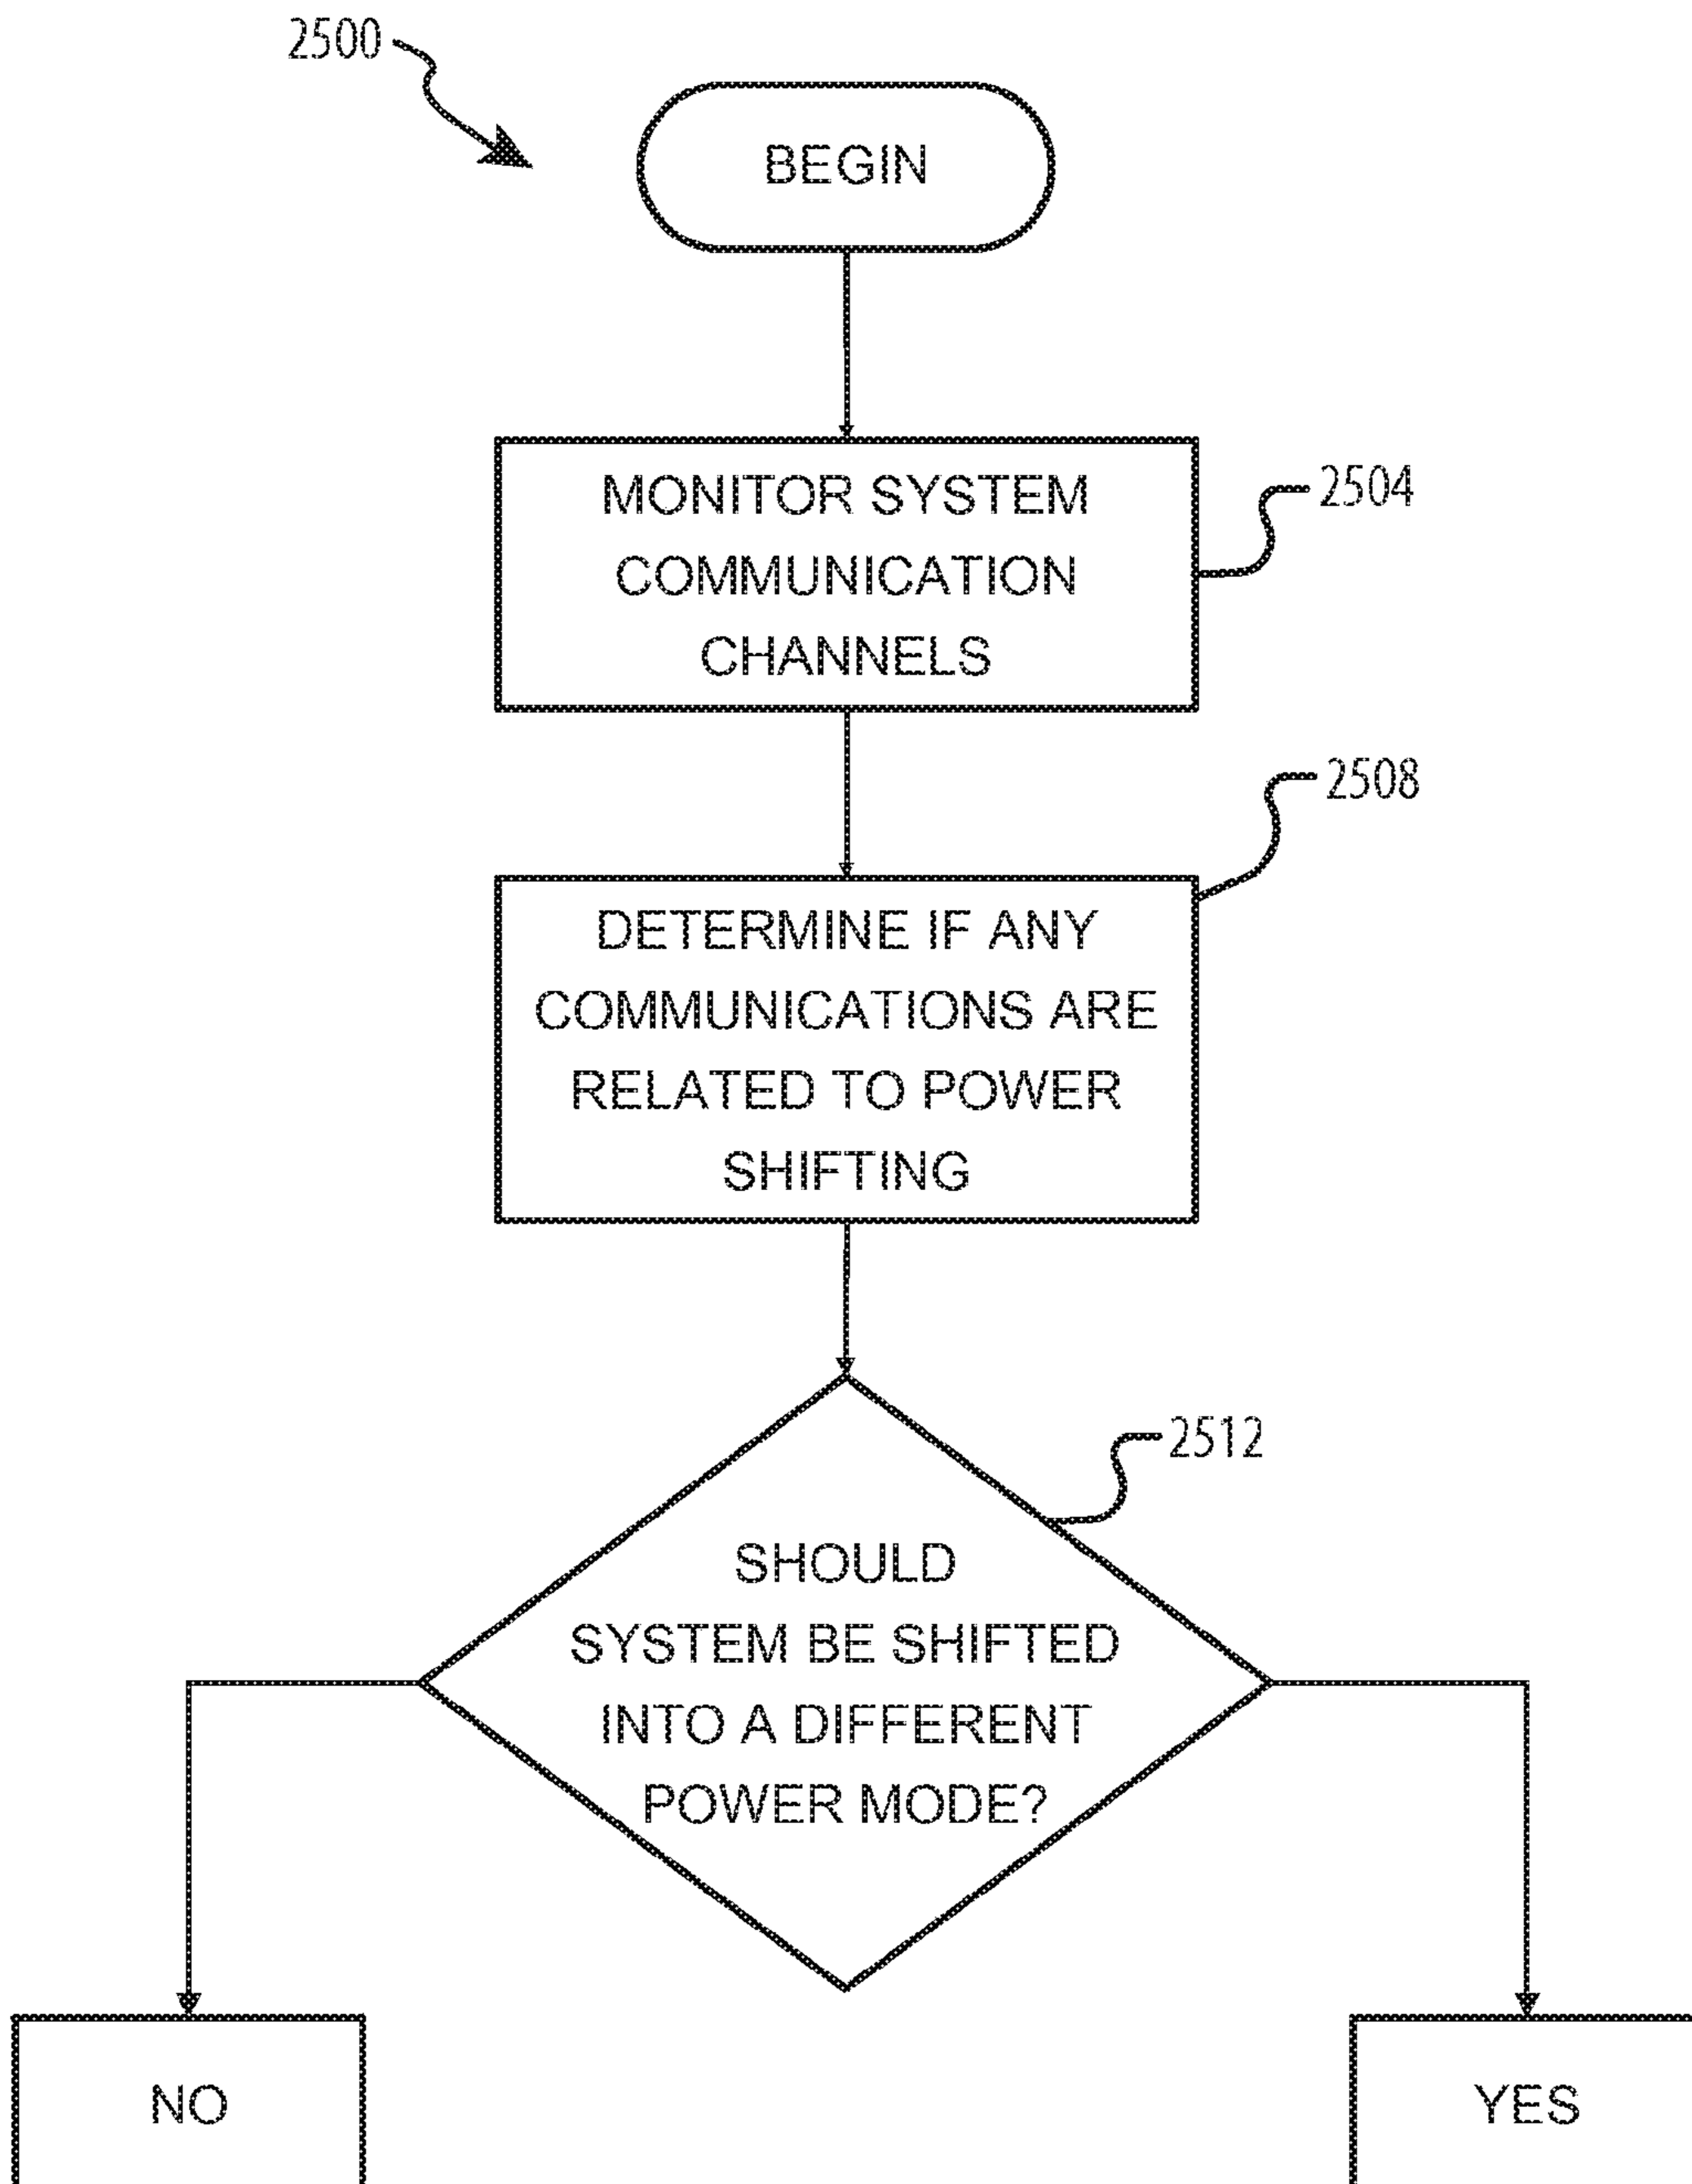 2500
BEGIN
MONITOR SYSTEM
COMMUNICATION
CHANNELS
2504
DETERMINE IF ANY
COMMUNICATIONS ARE
RELATED TO POWER
SHIFTING
2508
SHOULD
SYSTEM BE SHIFTED
INTO A DIFFERENT
POWER MODE?
2512
NO
YES